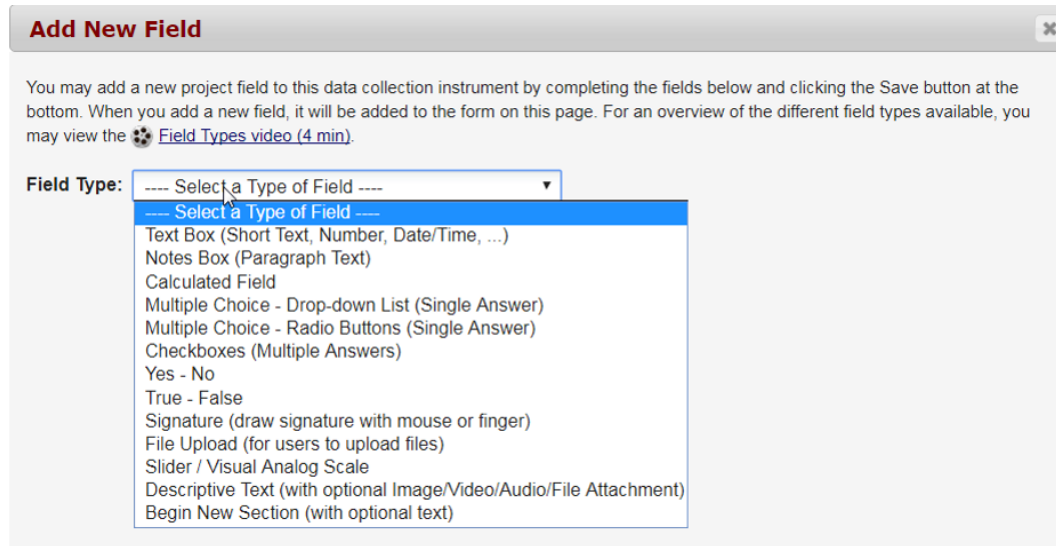 Add New Field
You may add a new project field to this data collection instrument by completing the fields below and clicking the Save button at the
bottom. When you add a new field, it will be added to the form on this page. For an overview of the different field types available, you
may view the Field Types video (4 min).
Field Type: ---- Select a Type of Field ----
---- Select a Type of Field ----
Text Box (Short Text, Number, Date/Time, ...)
Notes Box (Paragraph Text)
Calculated Field
Multiple Choice - Drop-down List (Single Answer)
Multiple Choice - Radio Buttons (Single Answer)
Checkboxes (Multiple Answers)
Yes - No
True - False
Signature (draw signature with mouse or finger)
File Upload (for users to upload files)
Slider / Visual Analog Scale
Descriptive Text (with optional Image/Video/Audio/File Attachment)
Begin New Section (with optional text)